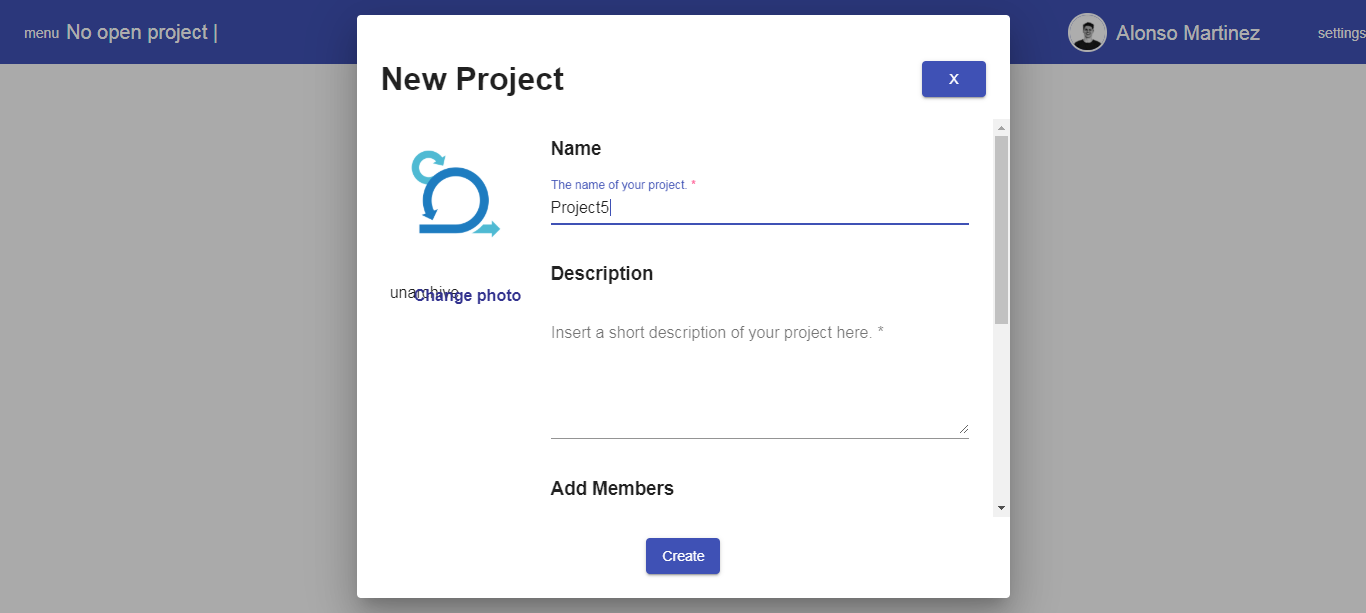 menu No open project |
Alonso Martinez
settings
New Project
X
Name
The name of your project. *
Project5
Description
unarchive
Change photo
Insert a short description of your project here. *
Add Members
Create